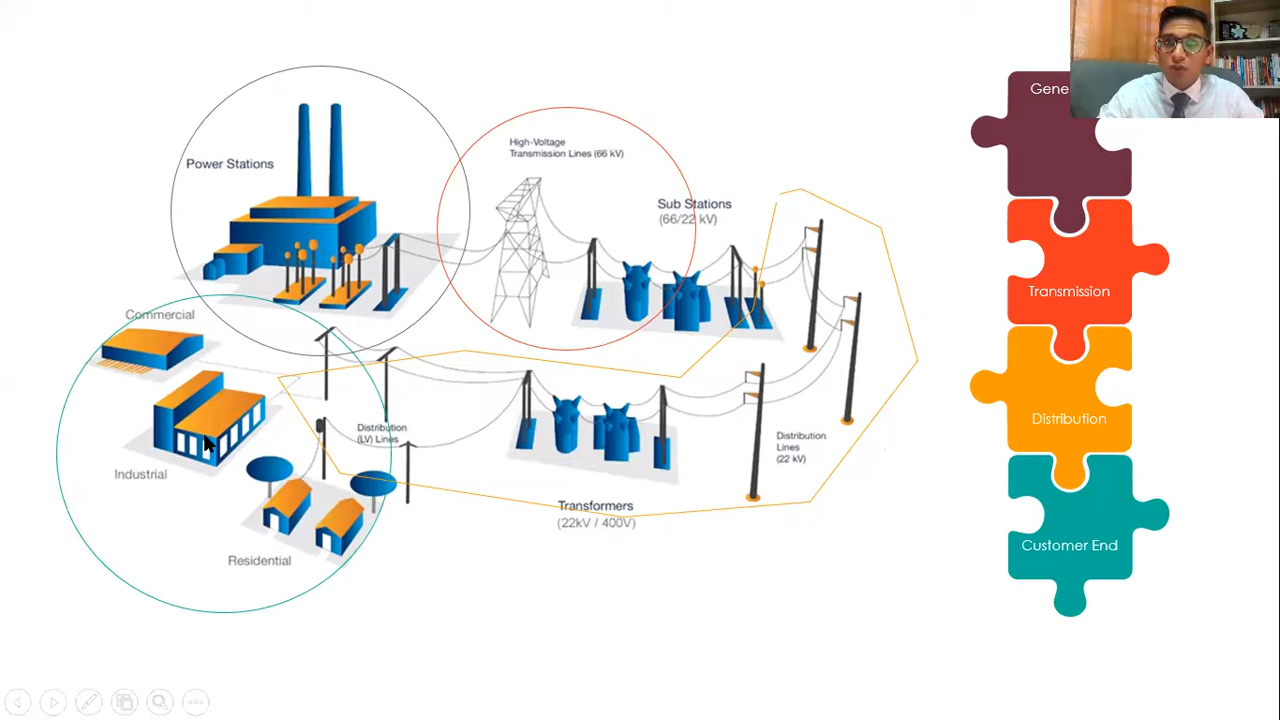 Power Stations
High-Voltage
Transmission Lines (66 kV)
Sub Stations
(66/22 kV)
Commercial
Industrial
Residential
Distribution
(LV) Lines
Transformers
(22kV / 400V)
Distribution
Lines
(22 kV)
Gene
Transmission
Distribution
Customer End